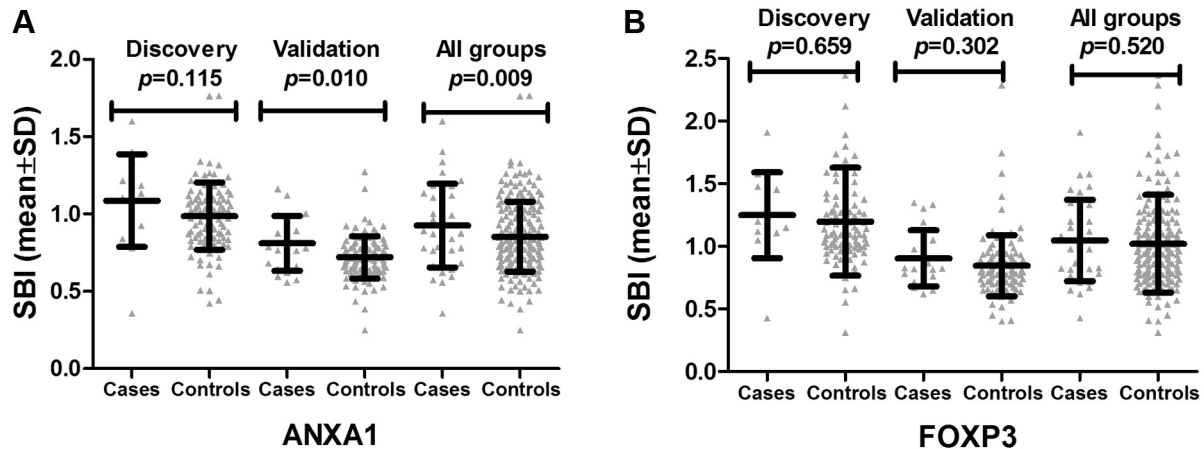 A
Discovery Validation All groups
p=0.115 p=0.010 p=0.009
SBI (mean±SD)
2.0
1.5
1.0
0.5
0.0
Cases Controls Cases Controls Cases Controls
ANXA1
B
Discovery Validation All groups
p=0.659 p=0.302 p=0.520
SBI (mean±SD)
2.5
2.0
1.5
1.0
0.5
0.0
Cases Controls Cases Controls Cases Controls
FOXP3